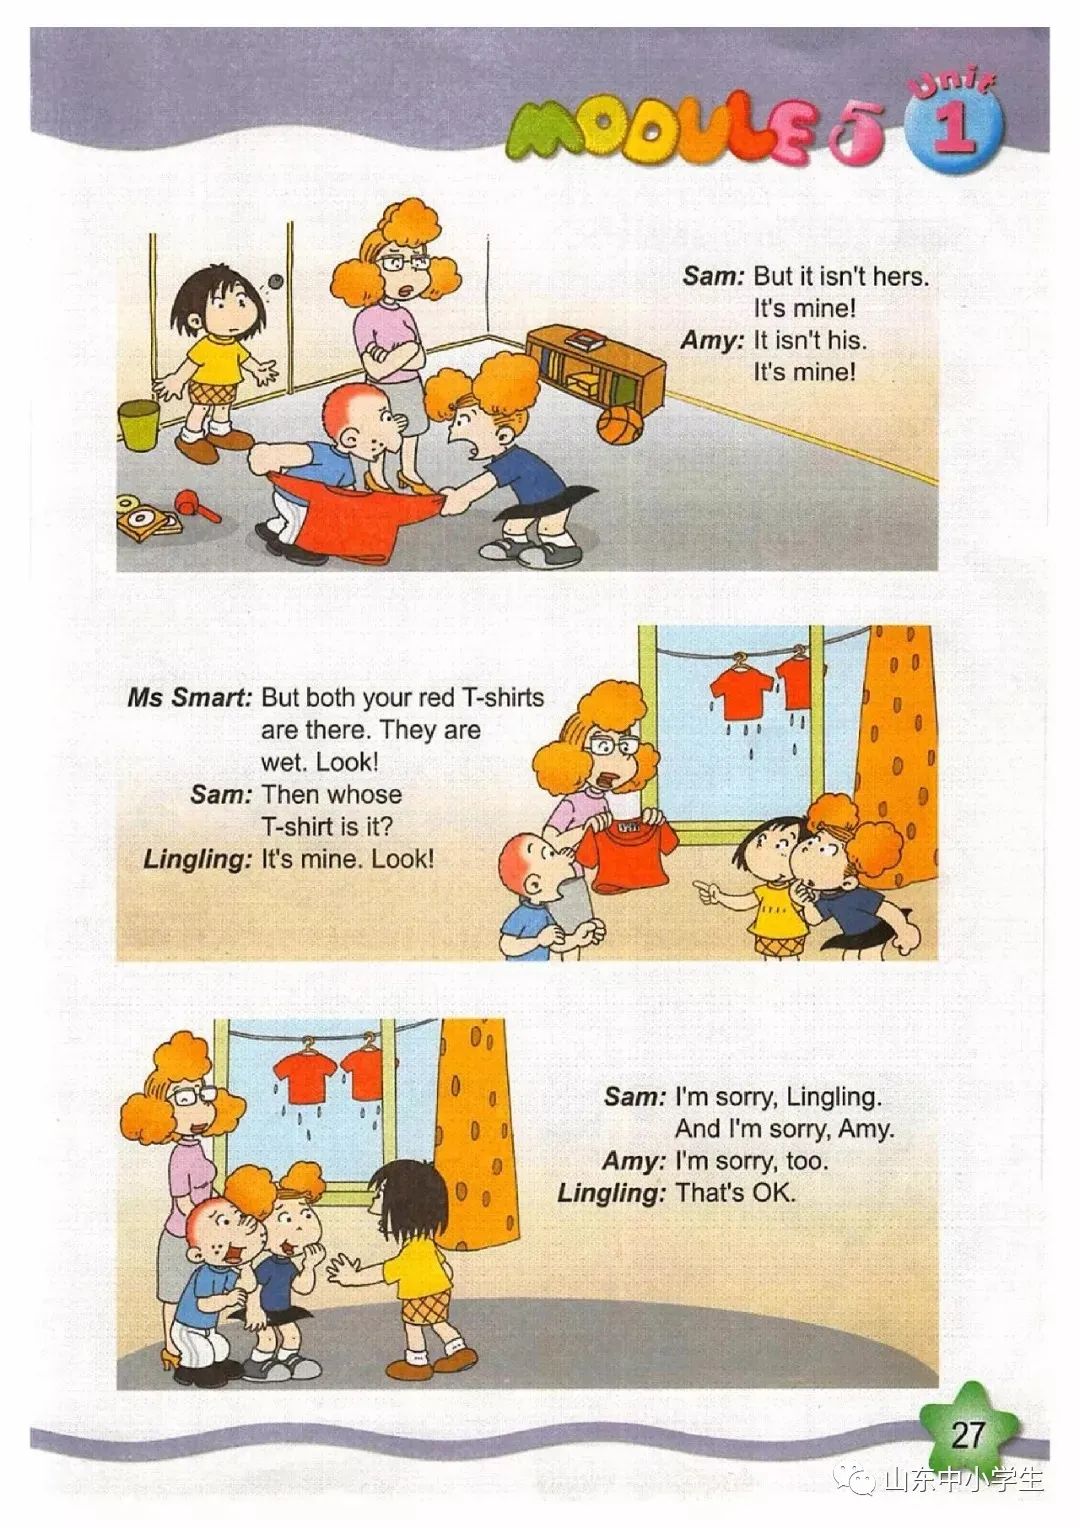 MODULE 5 Unit 1
Sam: But it isn't hers.
It's mine!
Amy: It isn't his.
It's mine!
Ms Smart: But both your red T-shirts
are there. They are
wet. Look!
Sam: Then whose
T-shirt is it?
Lingling: It's mine. Look!
Sam: I'm sorry, Lingling.
And I'm sorry, Amy.
Amy: I'm sorry, too.
Lingling: That's OK.
27
山东中小学生